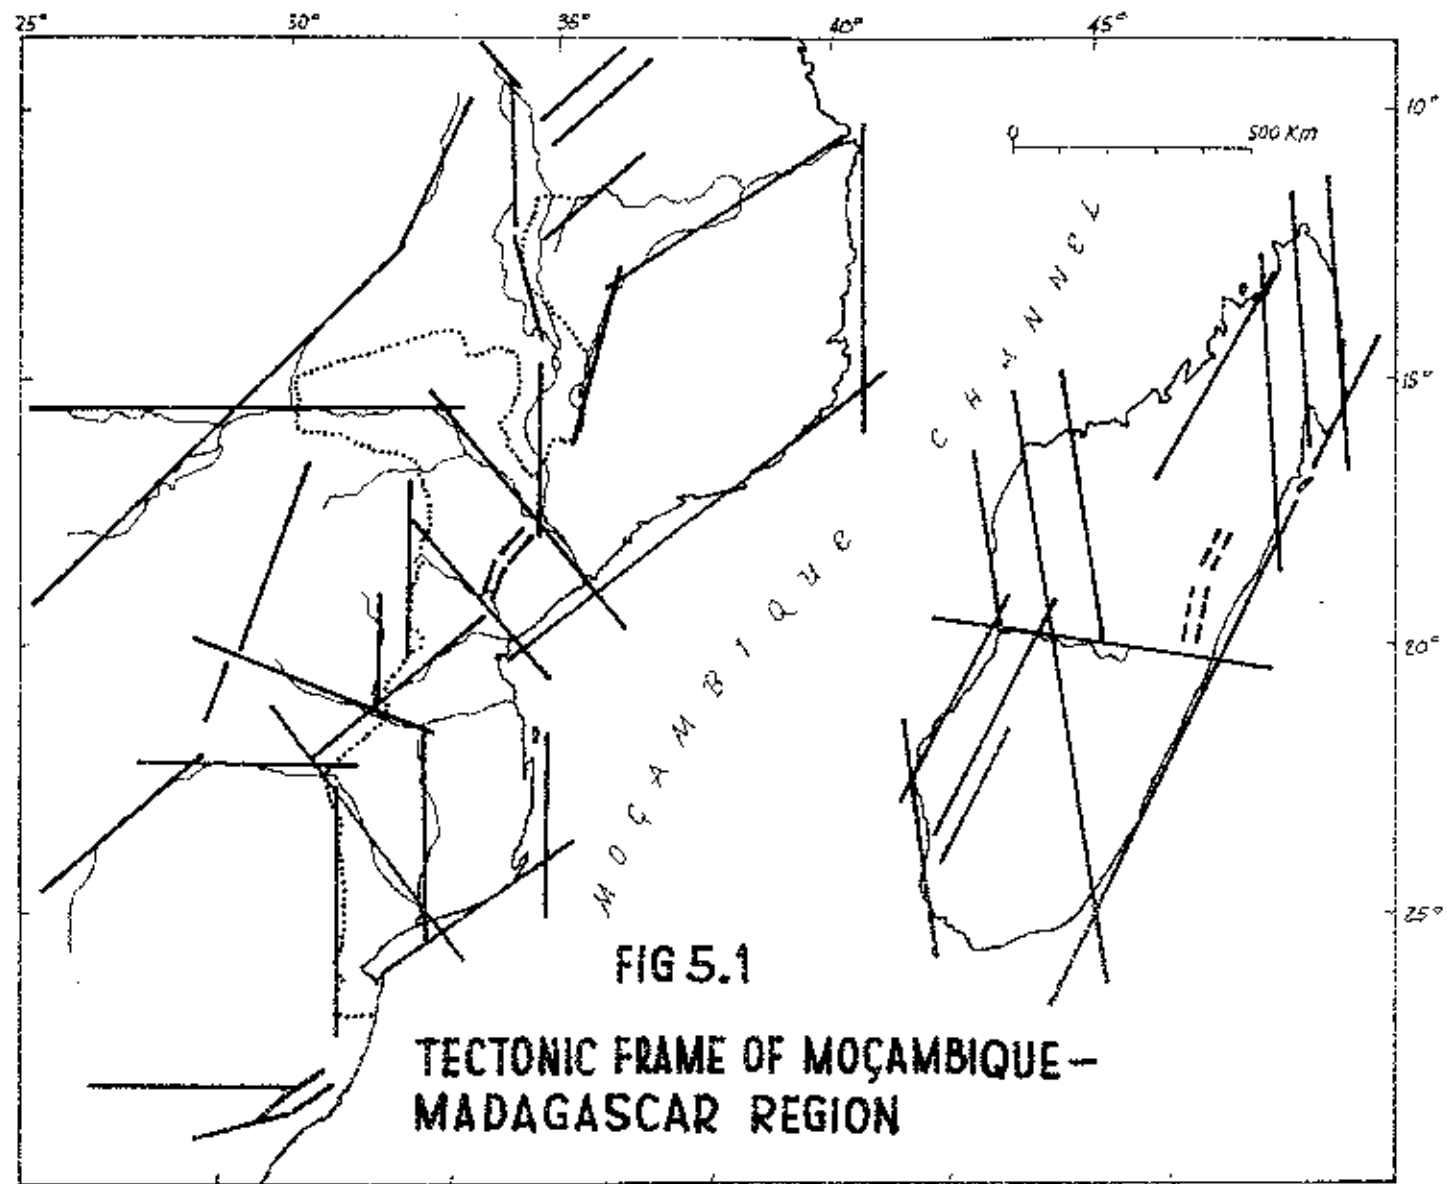 25° 30° 35° 40° 45°
10°
0 500 Km
15°
20°
25°
MOÇAMBIQUE CHANNEL
FIG 5.1
TECTONIC FRAME OF MOÇAMBIQUE–
MADAGASCAR REGION